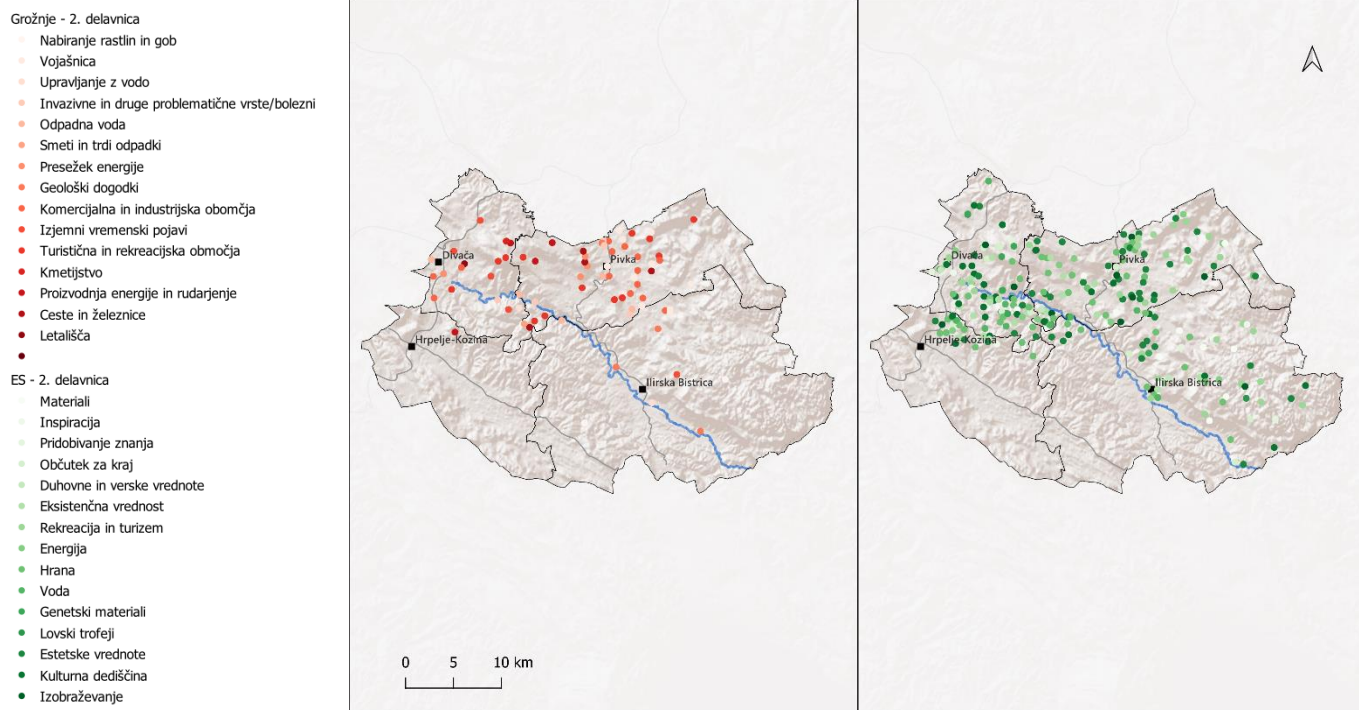 Grožnje - 2. delavnica
Nabiranje rastlin in gob
Vojašnica
Upravljanje z vodo
Invazivne in druge problematične vrste/bolezni
Odpadna voda
Smeti in trdi odpadki
Presežek energije
Geološki dogodki
Komercijalna in industrijska obomčja
Izjemni vremenski pojavi
Turistična in rekreacijska območja
Kmetijstvo
Proizvodnja energije in rudarjenje
Ceste in železnice
Letališča
ES - 2. delavnica
Materiali
Inspiracija
Pridobivanje znanja
Občutek za kraj
Duhovne in verske vrednote
Eksistenčna vrednost
Rekreacija in turizem
Energija
Hrana
Voda
Genetski materiali
Lovski trofeji
Estetske vrednote
Kulturna dediščina
Izobraževanje
Divača
Pivka
Hrpelje-Kozina
Ilirska Bistrica
0 5 10 km
Divača
Pivka
Hrpelje-Kozina
Ilirska Bistrica